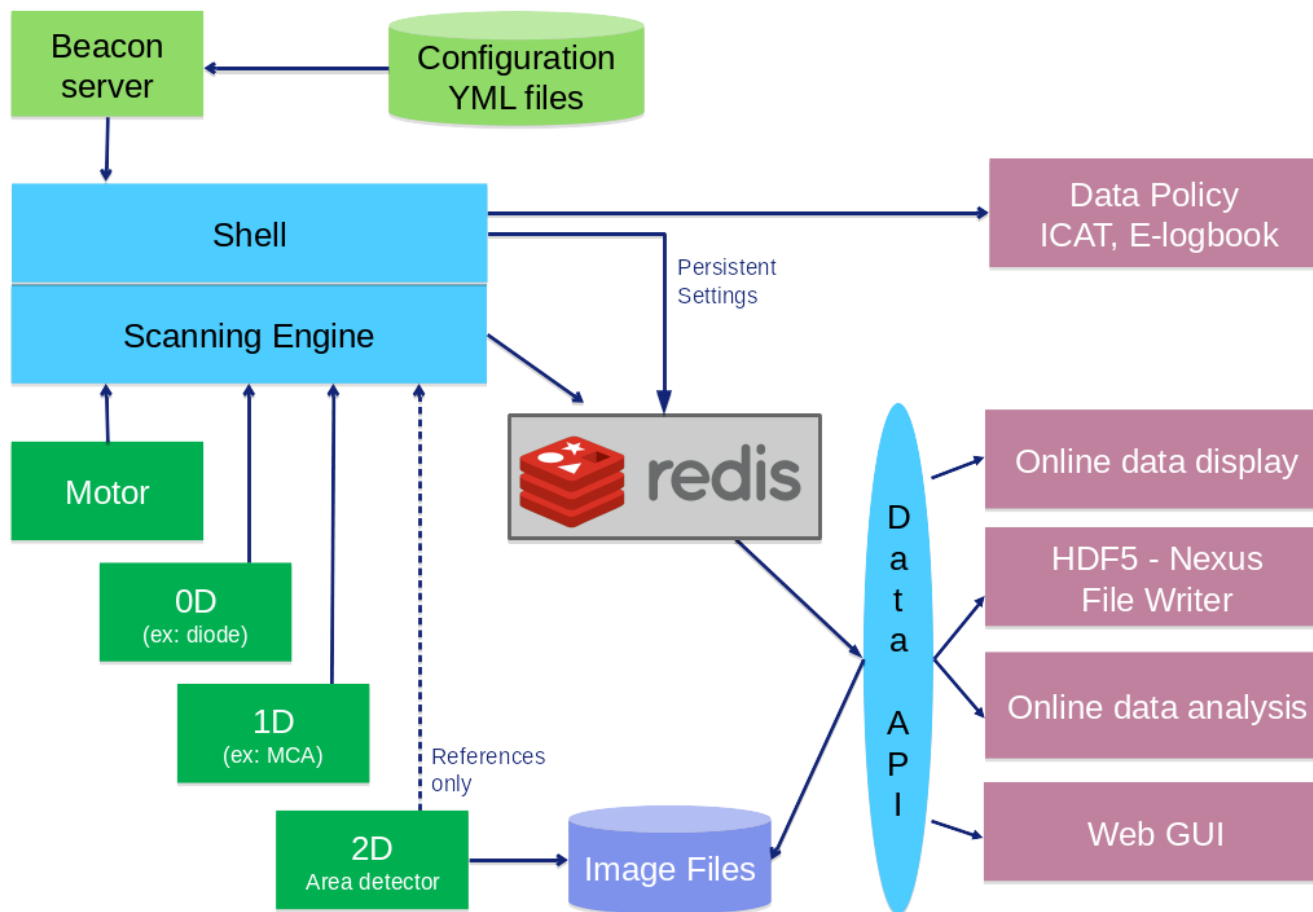 Beacon
server
Configuration
YML files
Shell
Data Policy
ICAT, E-logbook
Persistent
Settings
Scanning Engine
redis
Motor
Online data display
0D
(ex: diode)
HDF5 - Nexus
File Writer
1D
(ex: MCA)
Online data analysis
Data API
References
only
2D
Area detector
Image Files
Web GUI